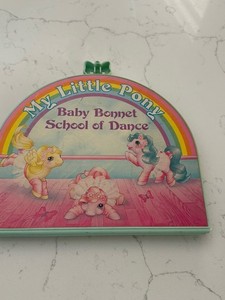 My Little Pony
Baby Bonnet
School of Dance